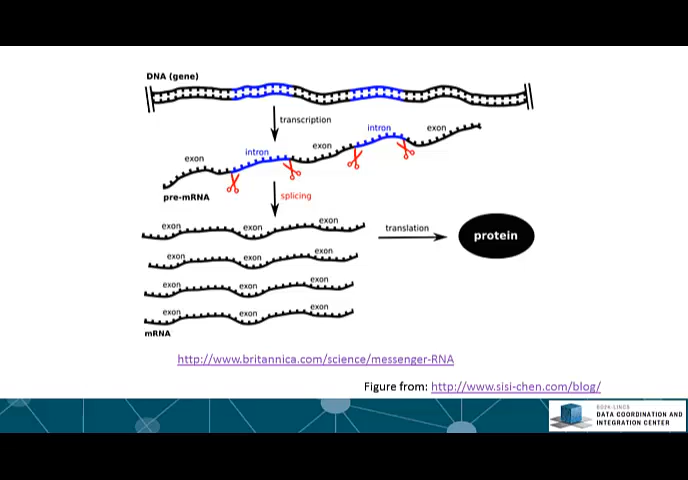 DNA (gene)
transcription
exon
intron
exon
intron
exon
pre-mRNA
splicing
exon
exon
exon
translation
protein
exon
exon
exon
exon
exon
exon
exon
exon
exon
mRNA
http://www.britannica.com/science/messenger-RNA
Figure from: http://www.sisi-chen.com/blog/
BD2K-LINCS
DATA COORDINATION AND
INTEGRATION CENTER